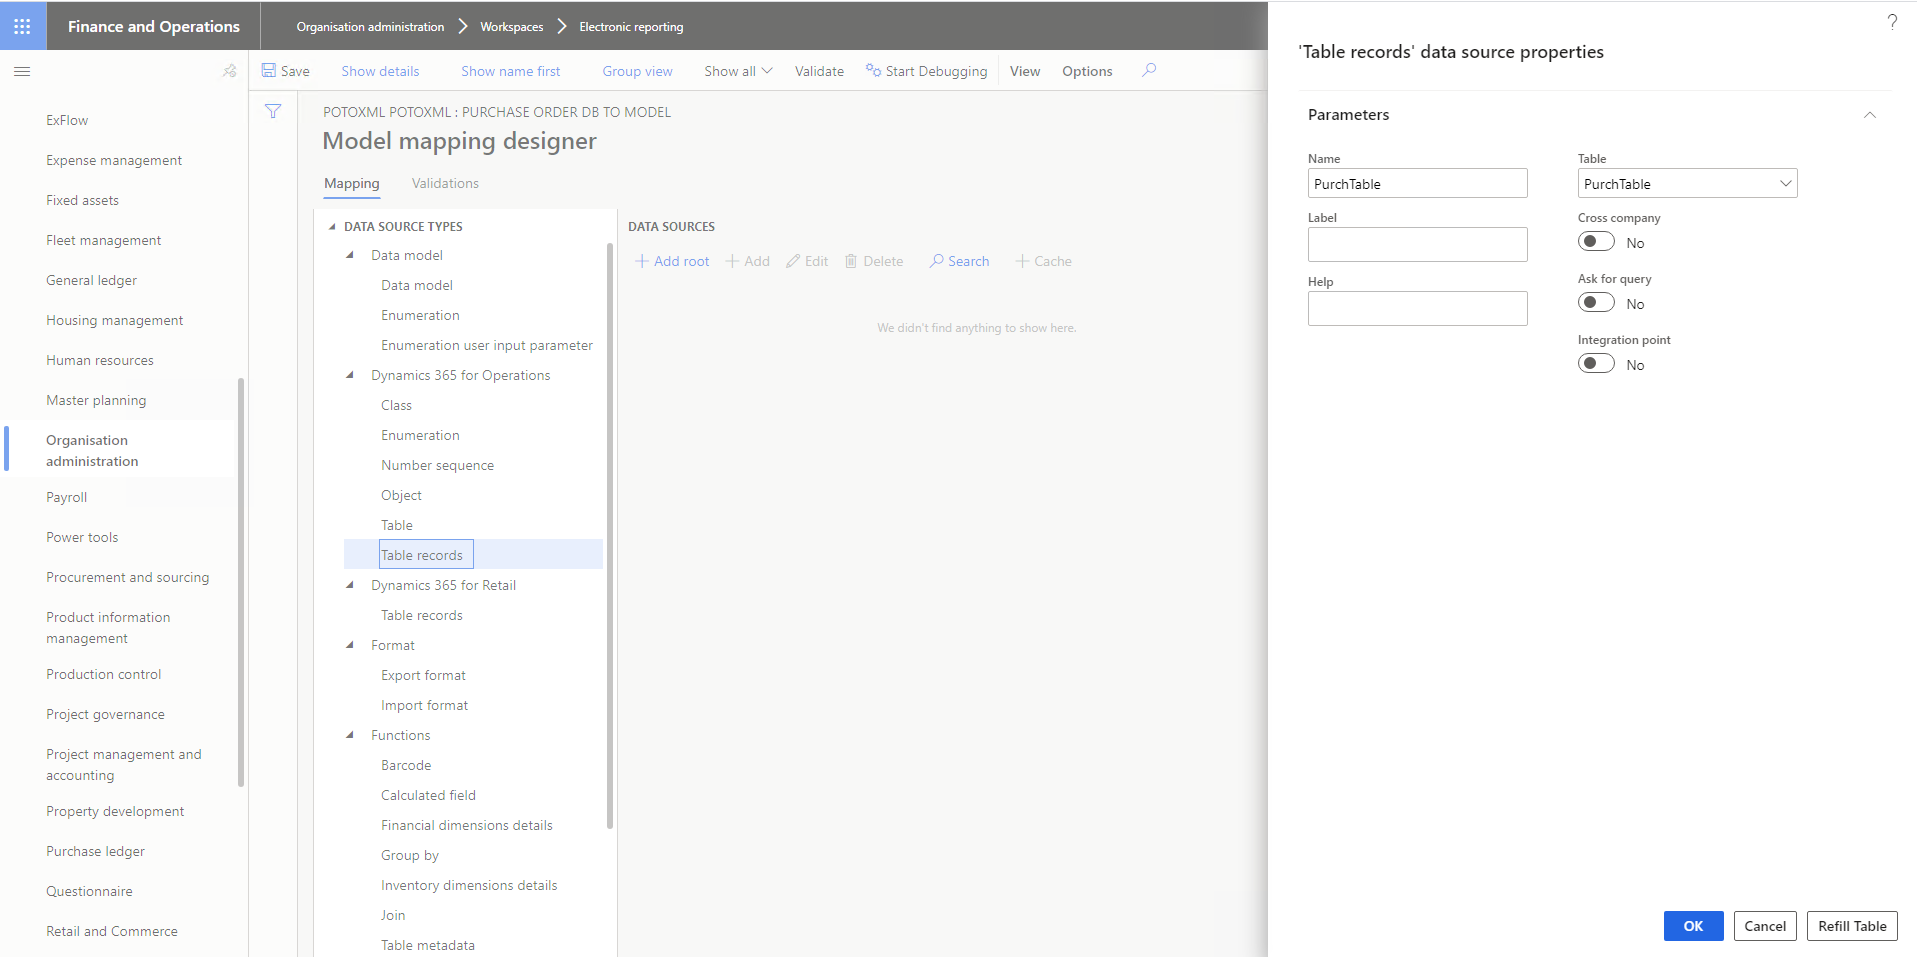 Finance and Operations
Organisation administration
Workspaces
Electronic reporting
?
Save
Show details
Show name first
Group view
Show all
Validate
Start Debugging
View
Options
ExFlow
Expense management
Fixed assets
Fleet management
General ledger
Housing management
Human resources
Master planning
Organisation
administration
Payroll
Power tools
Procurement and sourcing
Product information
management
Production control
Project governance
Project management and
accounting
Property development
Purchase ledger
Questionnaire
Retail and Commerce
POTOXML POTOXML : PURCHASE ORDER DB TO MODEL
Model mapping designer
Mapping
Validations
DATA SOURCE TYPES
Data model
Data model
Enumeration
Enumeration user input parameter
Dynamics 365 for Operations
Class
Enumeration
Number sequence
Object
Table
Table records
Dynamics 365 for Retail
Table records
Format
Export format
Import format
Functions
Barcode
Calculated field
Financial dimensions details
Group by
Inventory dimensions details
Join
Table metadata
DATA SOURCES
Add root
Add
Edit
Delete
Search
Cache
We didn't find anything to show here.
'Table records' data source properties
Parameters
Name
PurchTable
Label
Help
Table
PurchTable
Cross company
No
Ask for query
No
Integration point
No
OK
Cancel
Refill Table